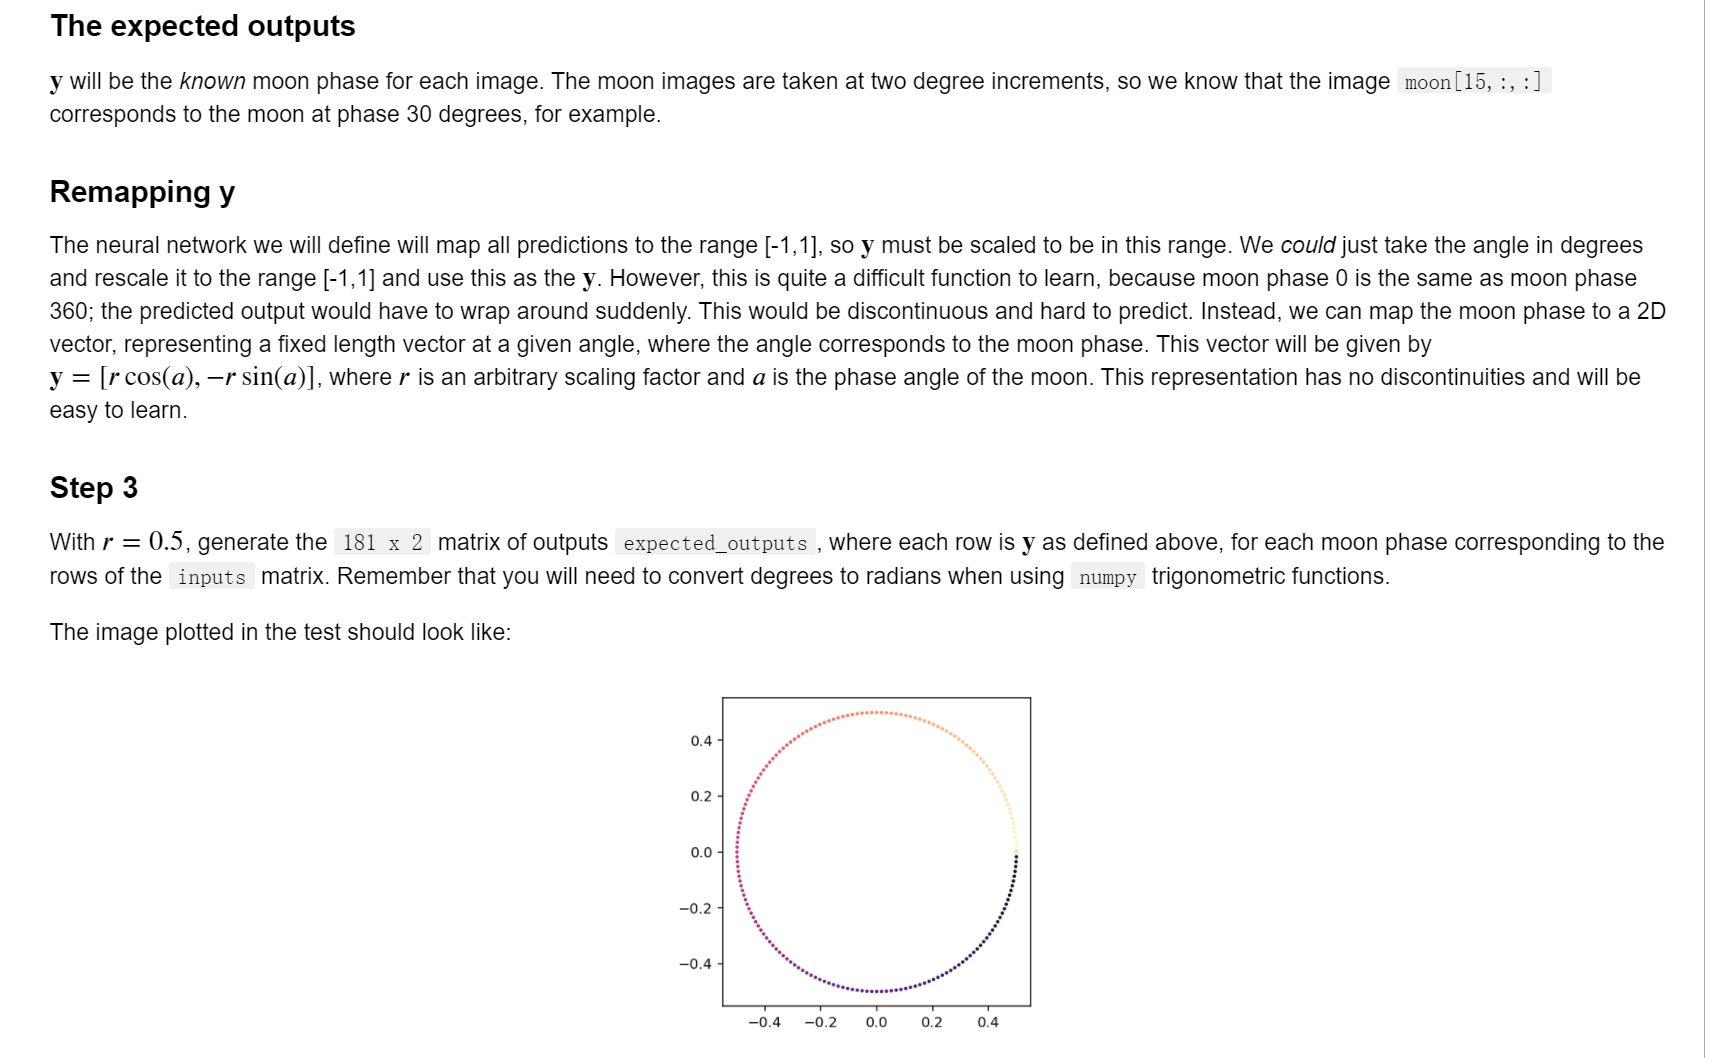 The expected outputs
y will be the known moon phase for each image. The moon images are taken at two degree increments, so we know that the image moon[15,:,:]
corresponds to the moon at phase 30 degrees, for example.
Remapping y
The neural network we will define will map all predictions to the range [-1,1], so y must be scaled to be in this range. We could just take the angle in degrees
and rescale it to the range [-1,1] and use this as the y. However, this is quite a difficult function to learn, because moon phase 0 is the same as moon phase
360; the predicted output would have to wrap around suddenly. This would be discontinuous and hard to predict. Instead, we can map the moon phase to a 2D
vector, representing a fixed length vector at a given angle, where the angle corresponds to the moon phase. This vector will be given by
y = [r cos(a), −r sin(a)], where r is an arbitrary scaling factor and a is the phase angle of the moon. This representation has no discontinuities and will be
easy to learn.
Step 3
With r = 0.5, generate the 181 x 2 matrix of outputs expected_outputs , where each row is y as defined above, for each moon phase corresponding to the
rows of the inputs matrix. Remember that you will need to convert degrees to radians when using numpy trigonometric functions.
The image plotted in the test should look like:
0.4
0.2
0.0
−0.2
−0.4
−0.4 −0.2 0.0 0.2 0.4